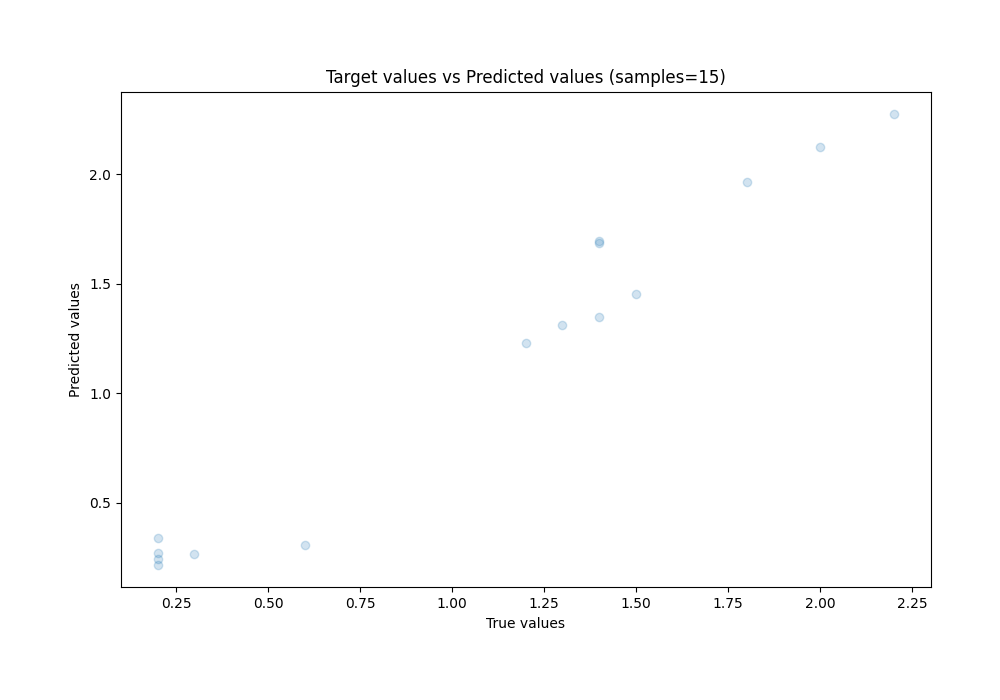 Target values vs Predicted values (samples=15)
Predicted values
2.0
1.5
1.0
0.5
0.25 0.50 0.75 1.00 1.25 1.50 1.75 2.00 2.25
True values